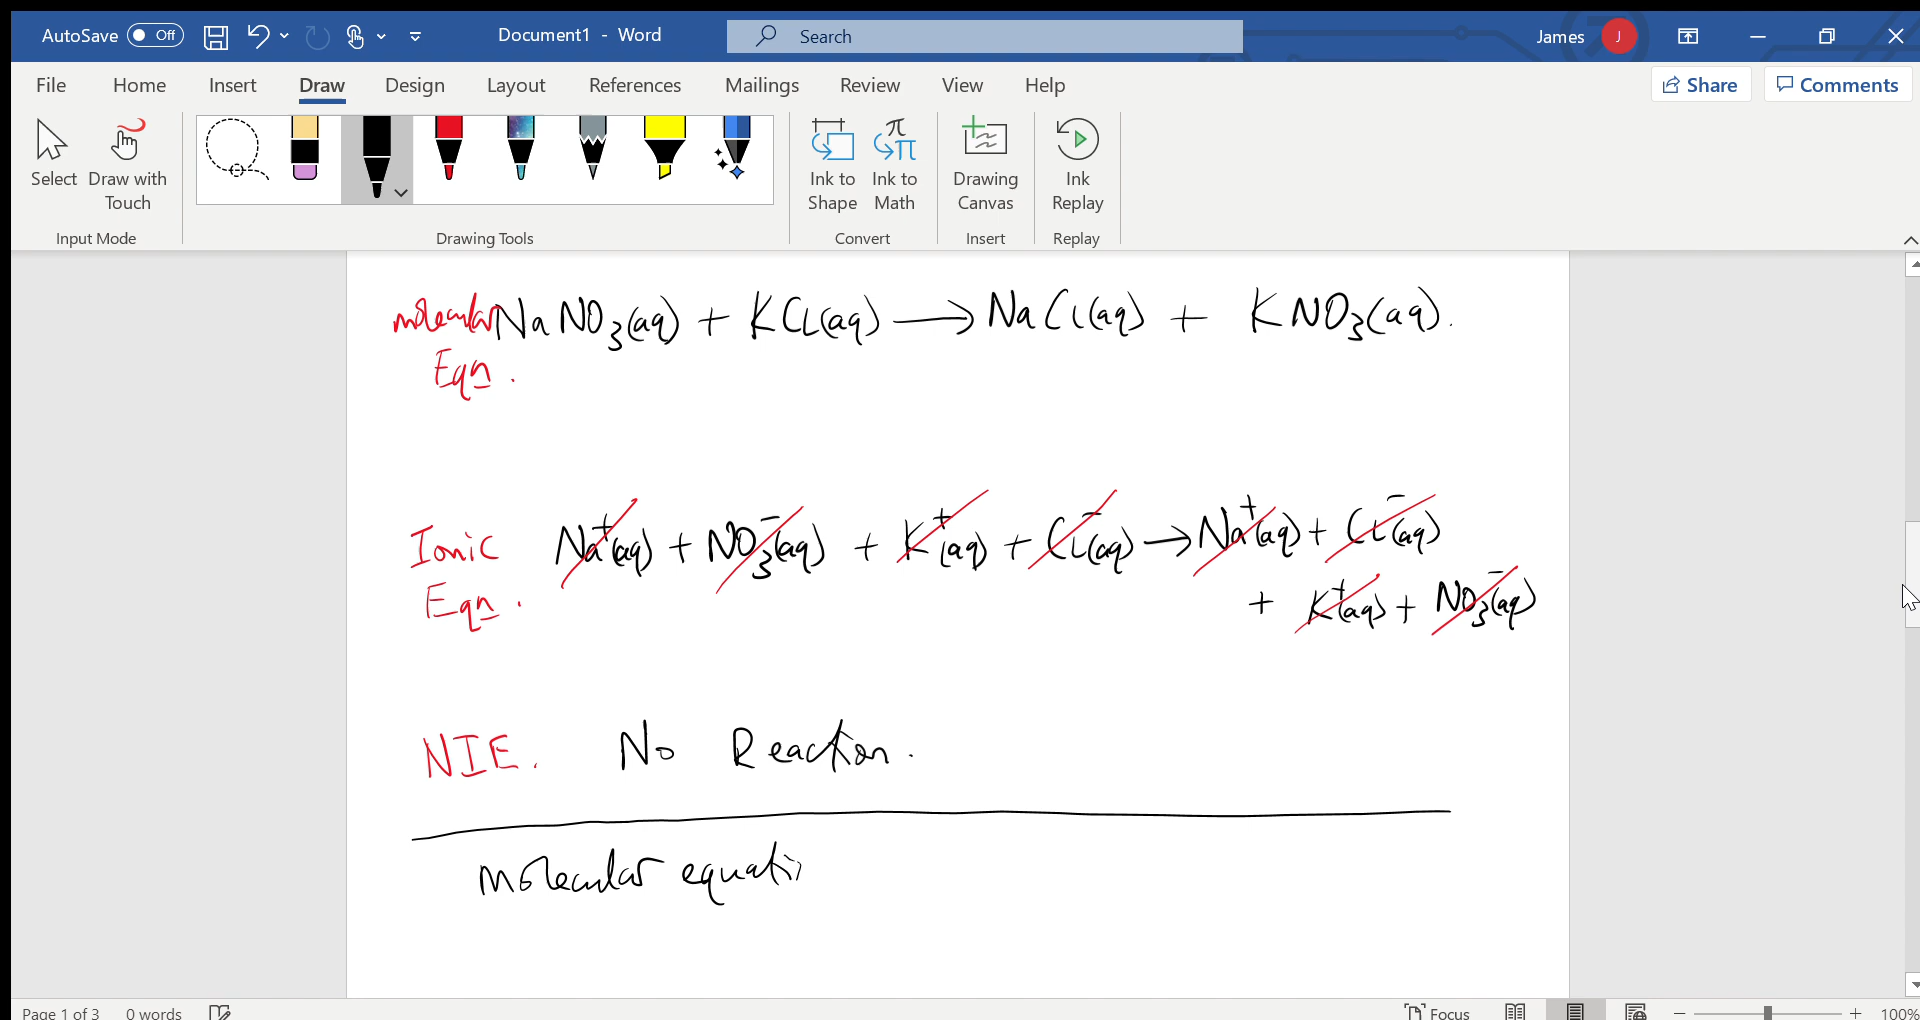 AutoSave Off Document1 - Word Search James J
File Home Insert Draw Design Layout References Mailings Review View Help Share Comments
Select Draw with Touch Ink to Shape Ink to Math Drawing Canvas Ink Replay
Input Mode Drawing Tools Convert Insert Replay
molecular NaNO₃(aq) + KCl(aq) → NaCl(aq) + KNO₃(aq).
Eqn.
Ionic Na⁺(aq) + NO₃⁻(aq) + K⁺(aq) + Cl⁻(aq) → Na⁺(aq) + Cl⁻(aq)
Eqn. + K⁺(aq) + NO₃⁻(aq)
NIE. No Reaction.
molecular equati
Page 1 of 3 0 words Focus 100%